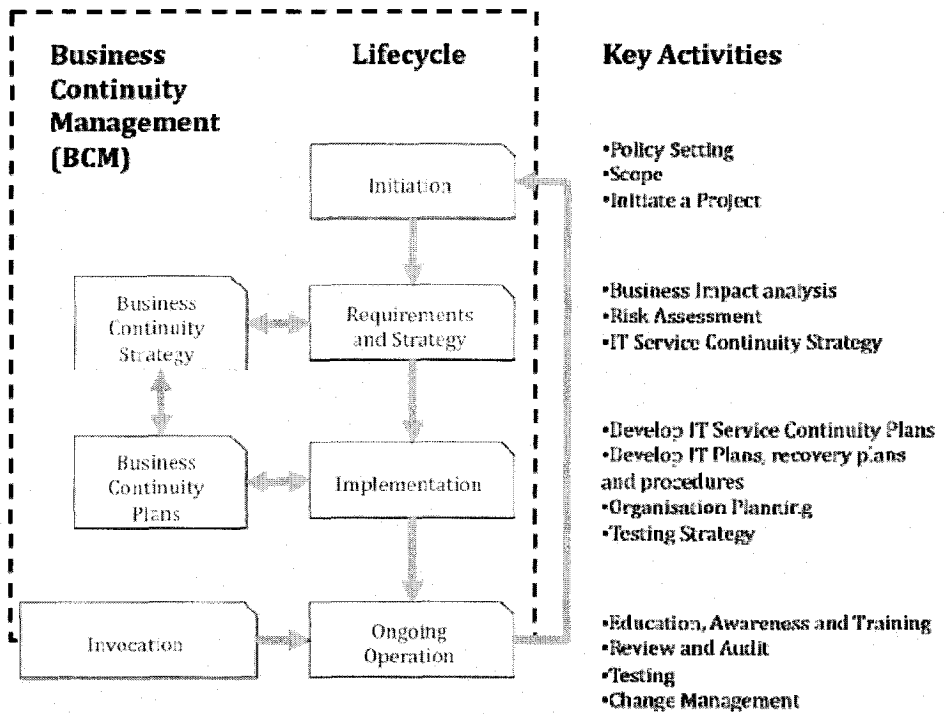 Business
Continuity
Management
(BCM)
Lifecycle
Key Activities
Initiation
•Policy Setting
•Scope
•Initiate a Project
Business
Continuity
Strategy
Requirements
and Strategy
•Business Impact analysis
•Risk Assessment
•IT Service Continuity Strategy
Business
Continuity
Plans
Implementation
•Develop IT Service Continuity Plans
•Develop IT Plans, recovery plans
and procedures
•Organisation Planning
•Testing Strategy
Invocation
Ongoing
Operation
•Education, Awareness and Training
•Review and Audit
•Testing
•Change Management